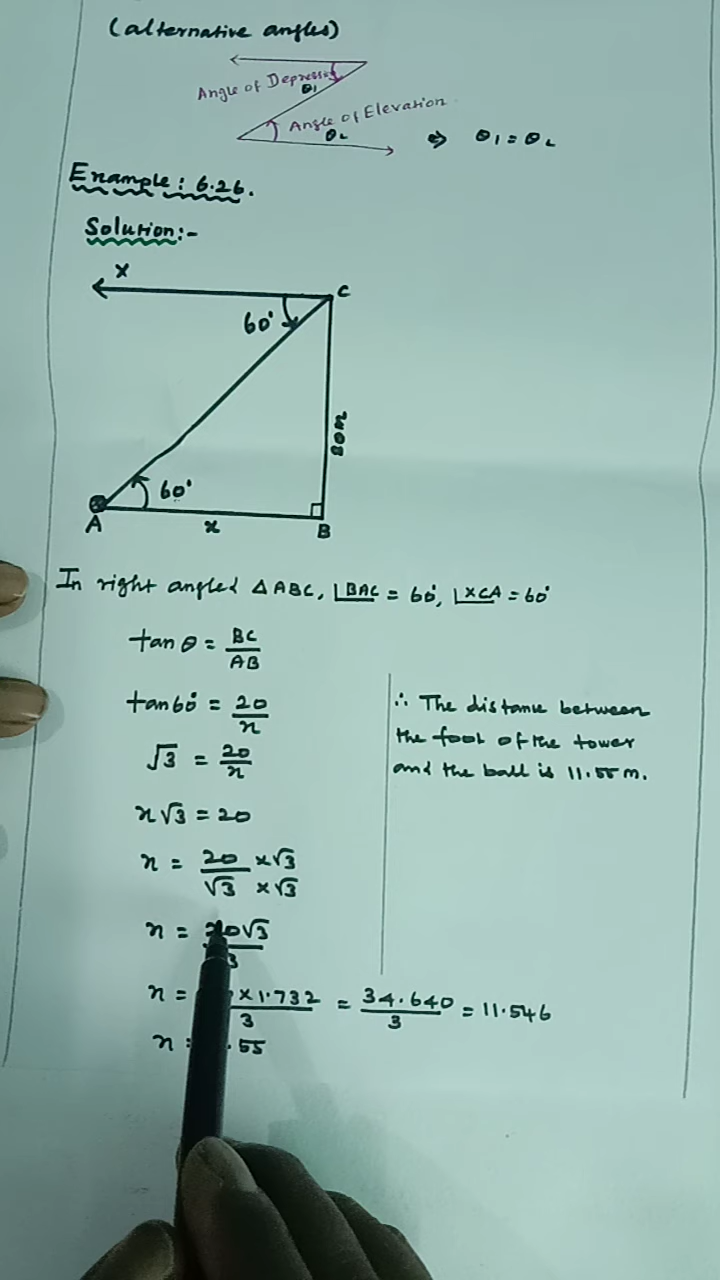 (alternative angles)
Angle of Depression
θ1
Angle of Elevation
θ2
⇒ θ1 = θ2
Example: 6.26.
Solution:-
X
C
60°
20m
60°
A
x
B
In right angled △ABC, ∠BAC = 60°, ∠XCA = 60°
tan θ = BC/AB
tan 60° = 20/x
√3 = 20/x
x√3 = 20
x = 20/√3 × √3/√3
x = 20√3/3
x = × 1.732/3 = 34.640/3 = 11.546
x = .55
∴ The distance between
the foot of the tower
and the ball is 11.55 m.